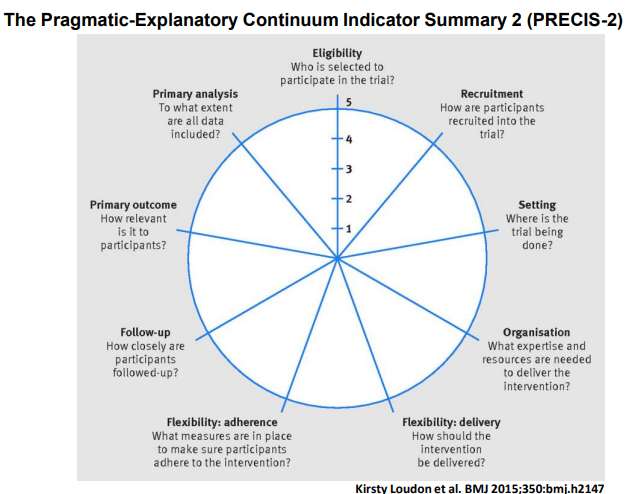 The Pragmatic-Explanatory Continuum Indicator Summary 2 (PRECIS-2)
Eligibility
Who is selected to
participate in the trial?
Primary analysis
To what extent
are all data
included?
Recruitment
How are participants
recruited into the
trial?
5
4
3
2
1
Primary outcome
How relevant
is it to
participants?
Setting
Where is the
trial being
done?
Follow-up
How closely are
participants
followed-up?
Organisation
What expertise and
resources are needed
to deliver the
intervention?
Flexibility: adherence
What measures are in place
to make sure participants
adhere to the intervention?
Flexibility: delivery
How should the
intervention
be delivered?
Kirsty Loudon et al. BMJ 2015;350:bmj.h2147